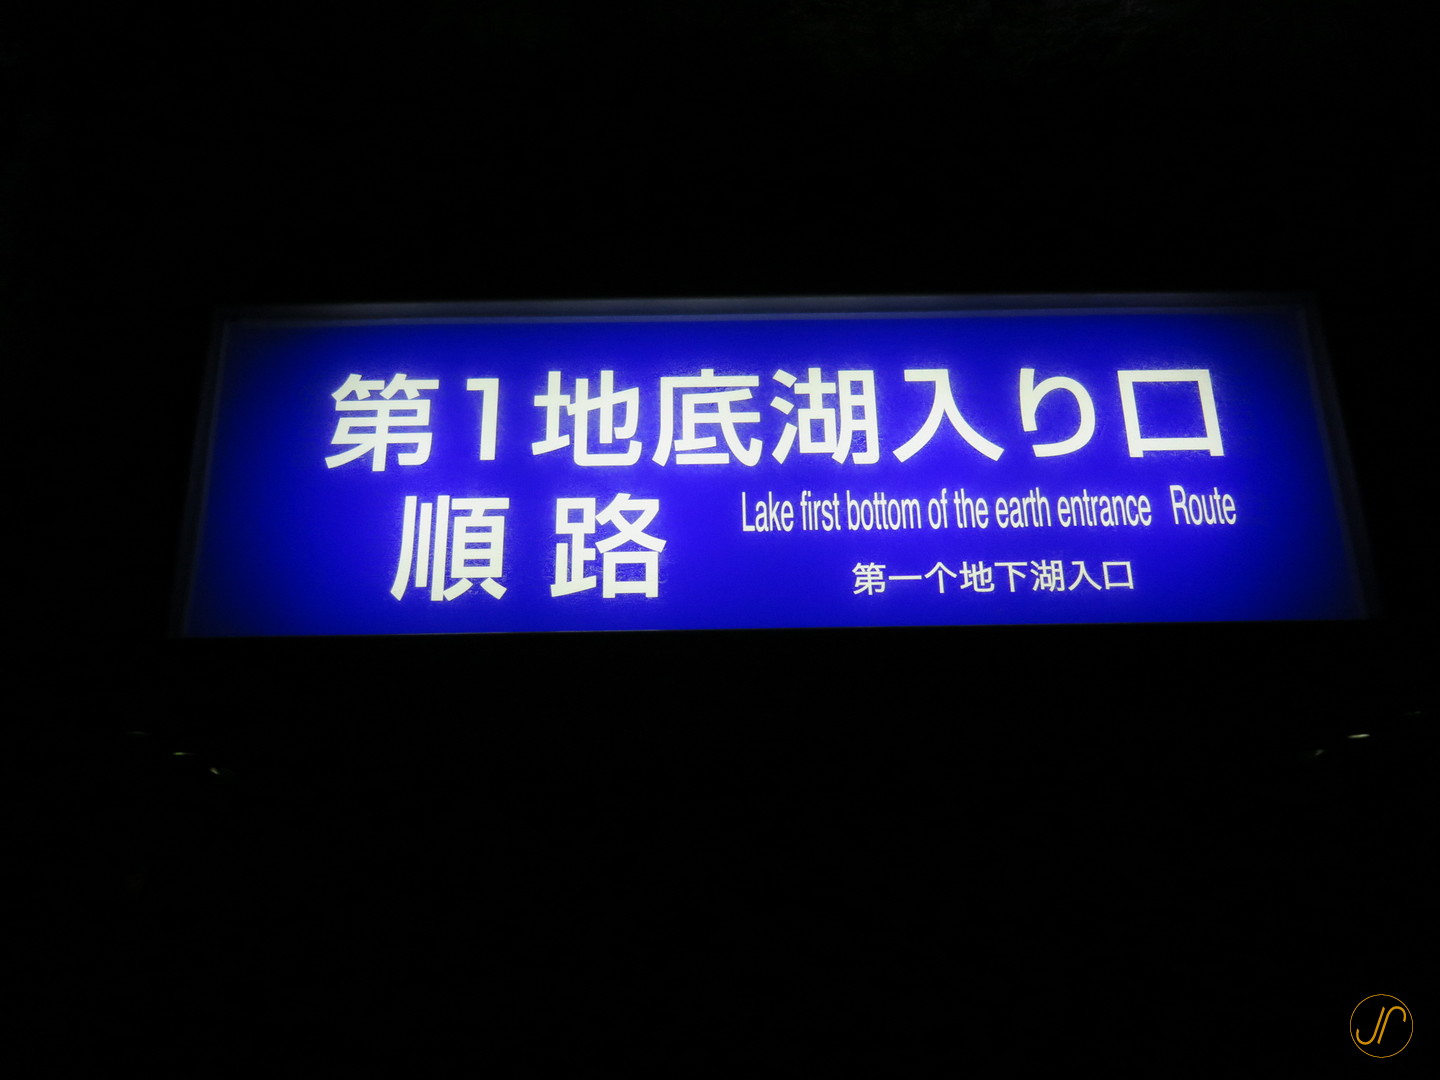 第1地底湖入り口
順路
Lake first bottom of the earth entrance Route
第一个地下湖入口